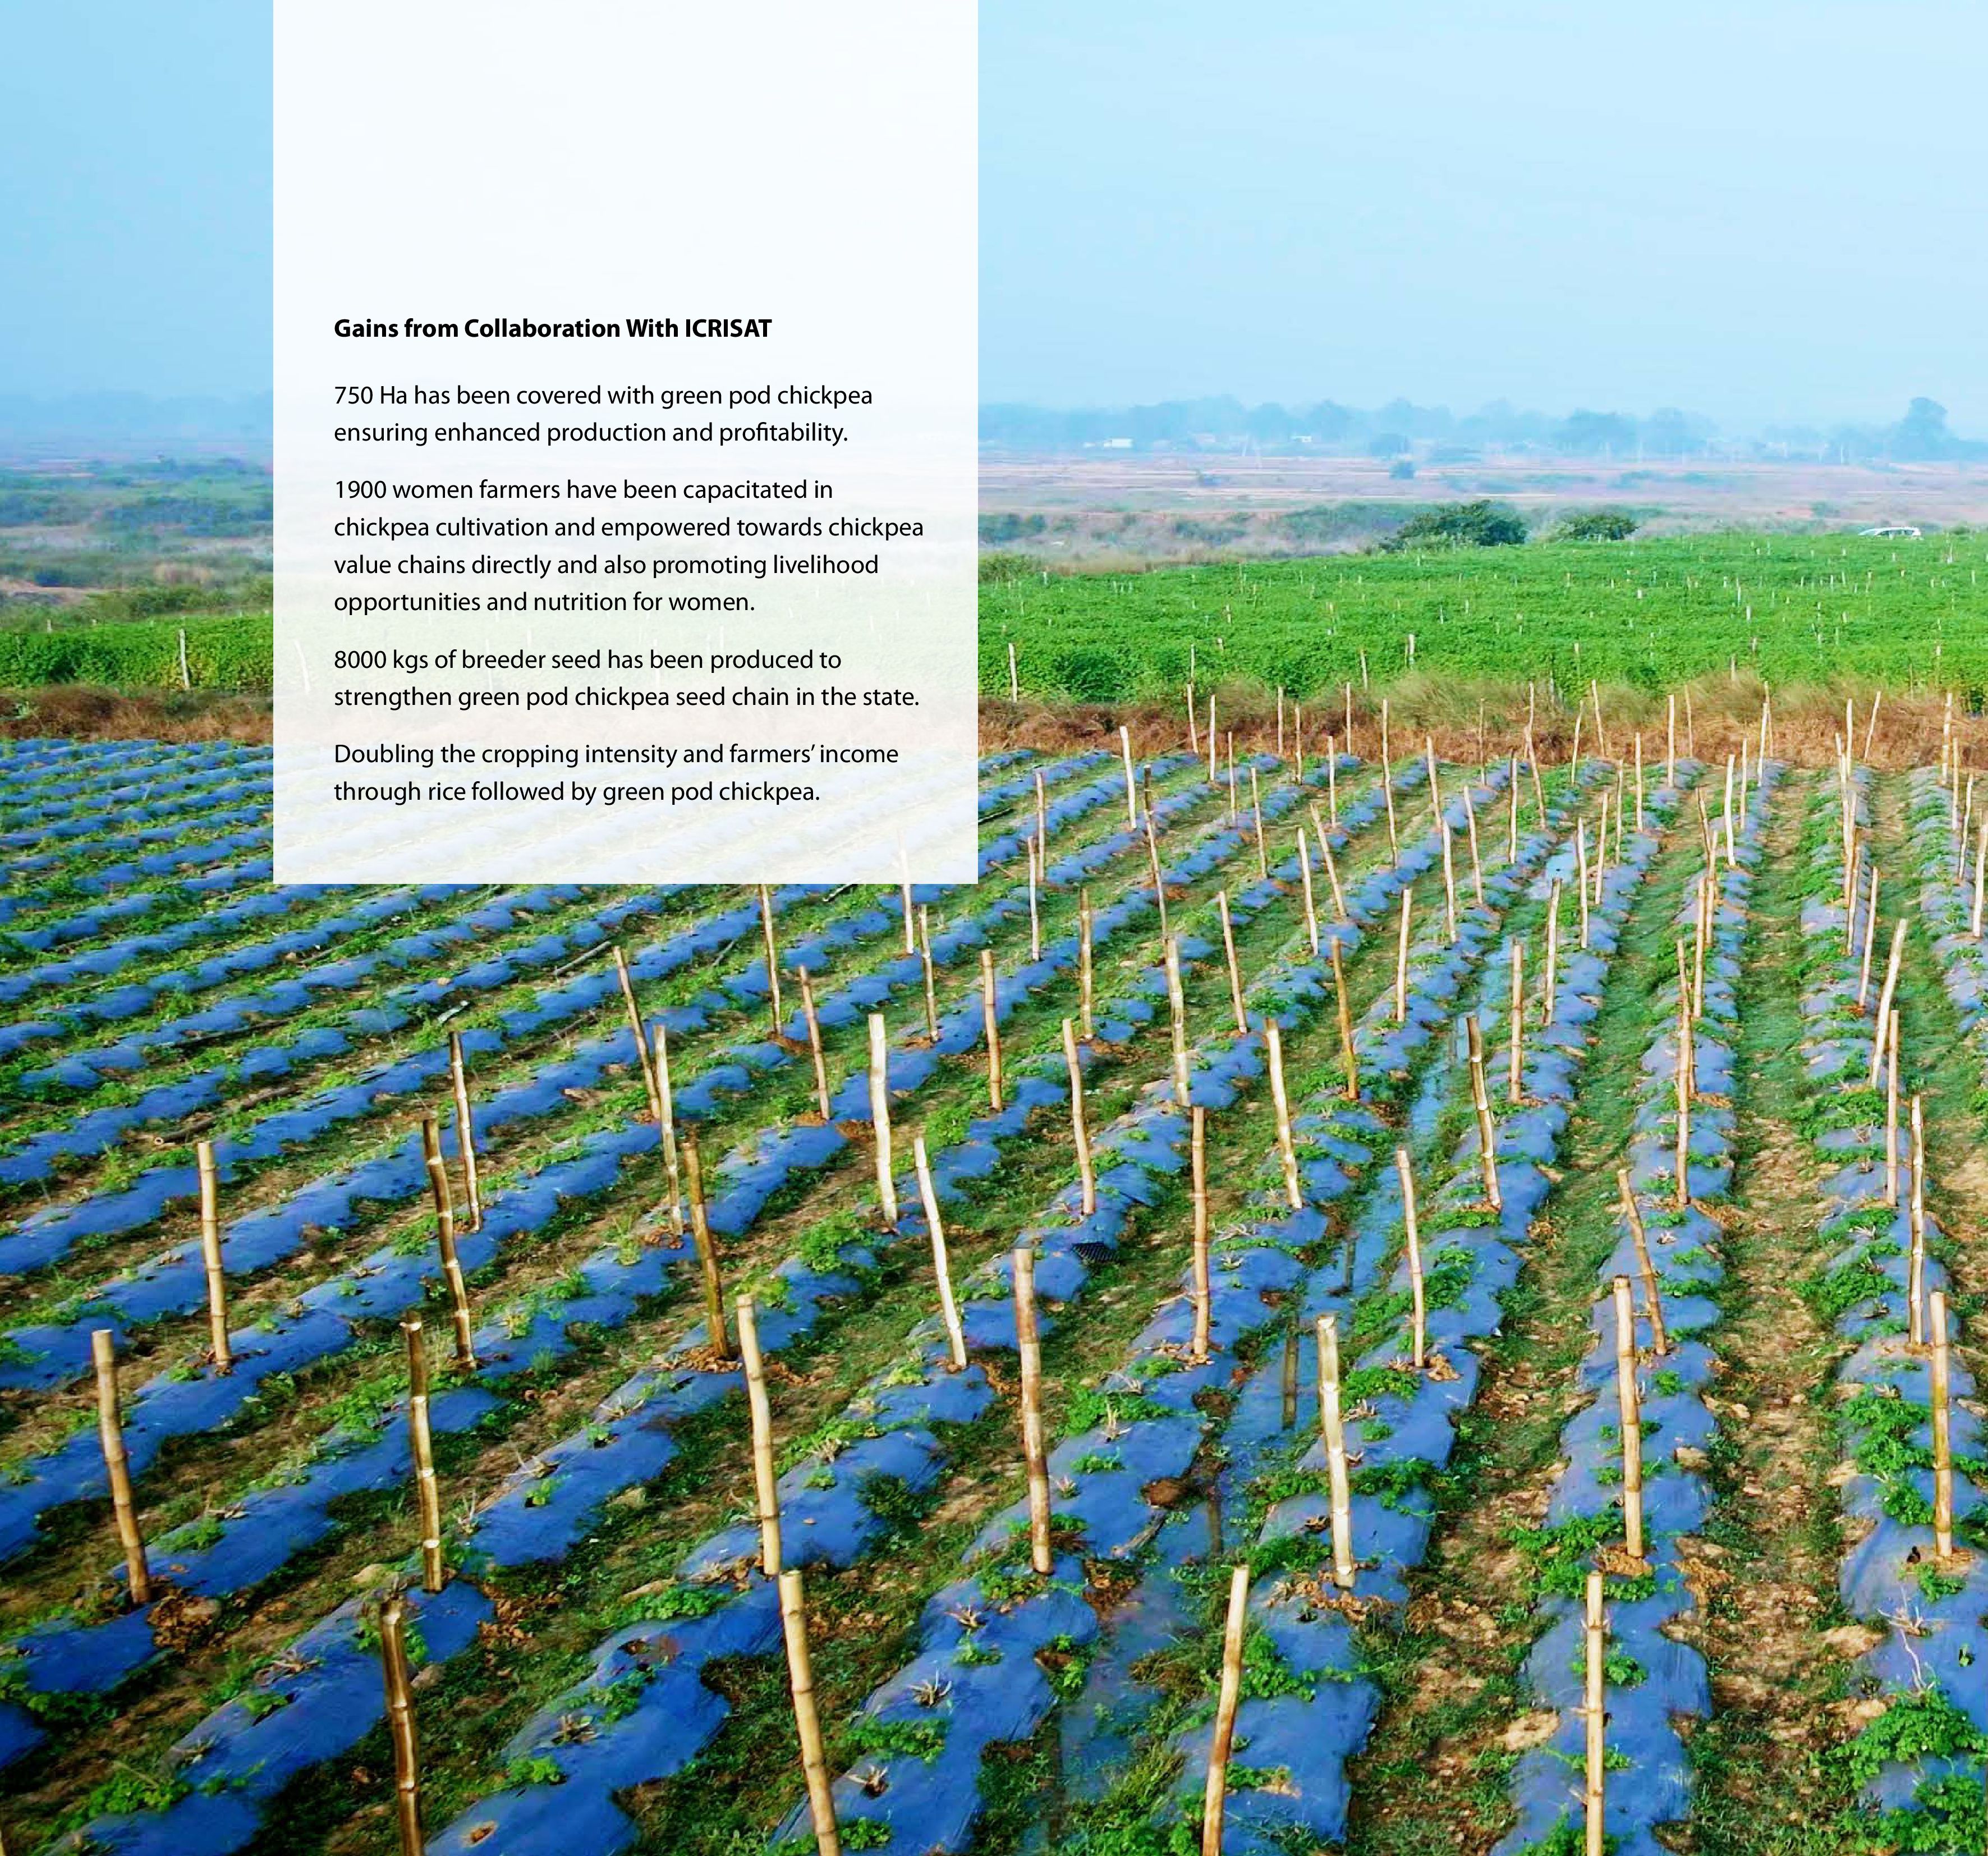 Gains from Collaboration With ICRISAT
750 Ha has been covered with green pod chickpea
ensuring enhanced production and profitability.
1900 women farmers have been capacitated in
chickpea cultivation and empowered towards chickpea
value chains directly and also promoting livelihood
opportunities and nutrition for women.
8000 kgs of breeder seed has been produced to
strengthen green pod chickpea seed chain in the state.
Doubling the cropping intensity and farmers’ income
through rice followed by green pod chickpea.